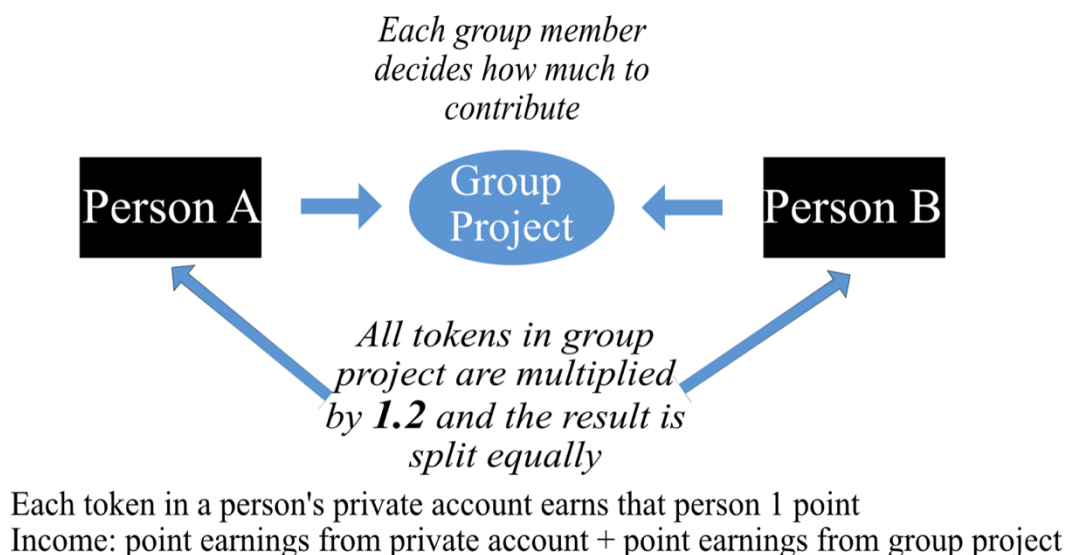 Each group member
decides how much to
contribute
Person A
Group
Project
Person B
All tokens in group
project are multiplied
by 1.2 and the result is
split equally
Each token in a person's private account earns that person 1 point
Income: point earnings from private account + point earnings from group project